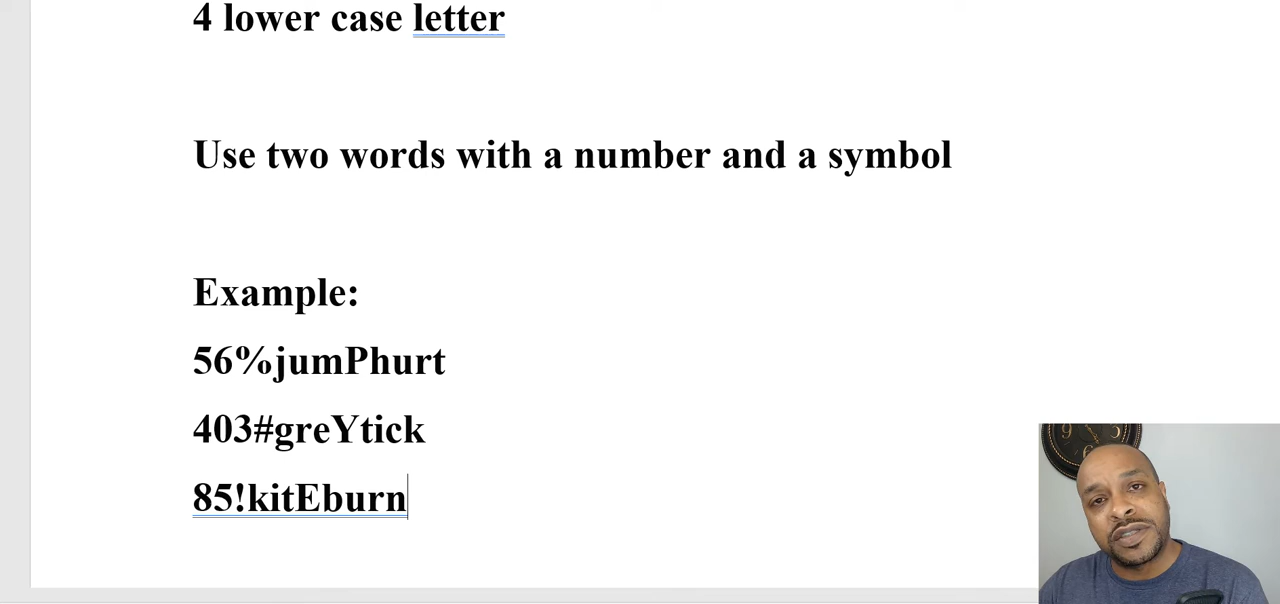 4 lower case letter
Use two words with a number and a symbol
Example:
56%jumPhurt
403#greYtick
85!kitEburn